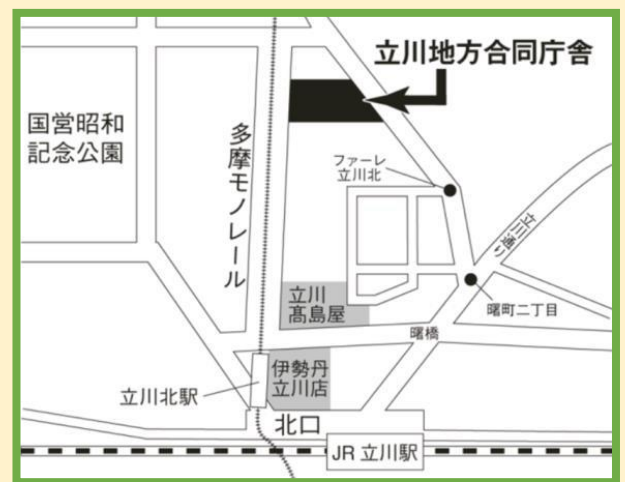 立川地方合同庁舎
国営昭和
記念公園
多摩モノレール
ファーレ
立川北
立川通り
立川
髙島屋
曙町二丁目
曙橋
伊勢丹
立川店
立川北駅
北口
JR 立川駅